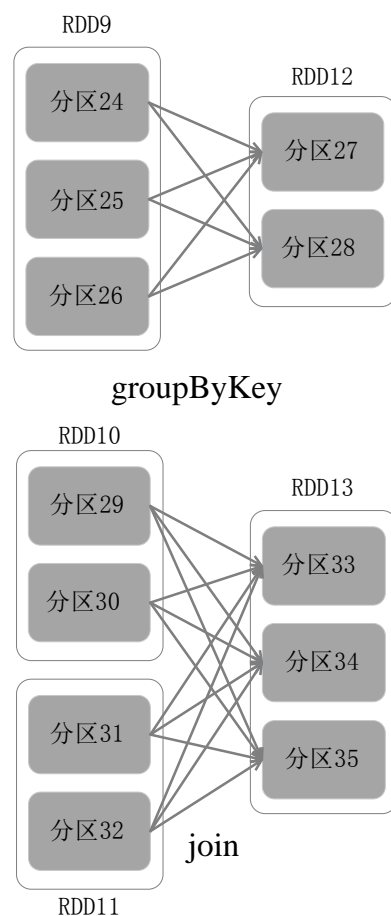 RDD9
分区24
分区25
分区26
RDD12
分区27
分区28
groupByKey
RDD10
分区29
分区30
分区31
分区32
RDD11
RDD13
分区33
分区34
分区35
join